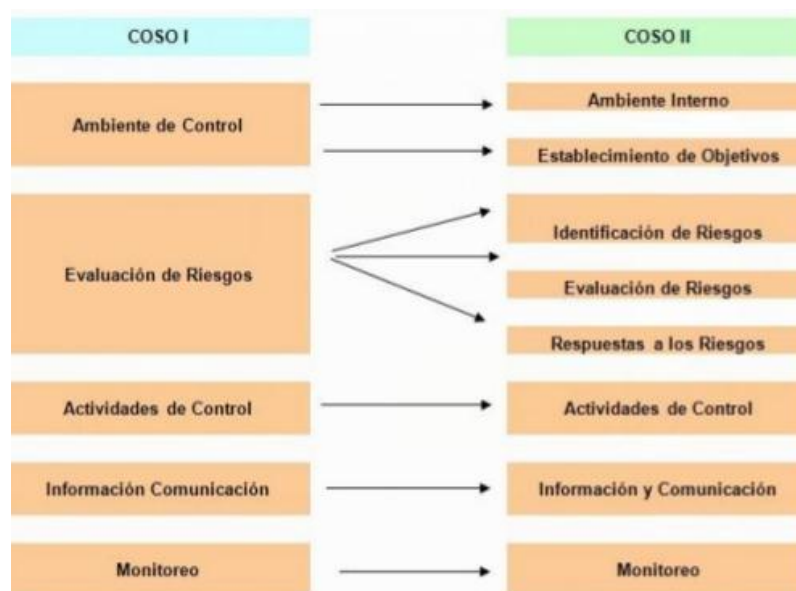 COSO I
COSO II
Ambiente de Control
Ambiente Interno
Establecimiento de Objetivos
Evaluación de Riesgos
Identificación de Riesgos
Evaluación de Riesgos
Respuestas a los Riesgos
Actividades de Control
Actividades de Control
Información Comunicación
Información y Comunicación
Monitoreo
Monitoreo